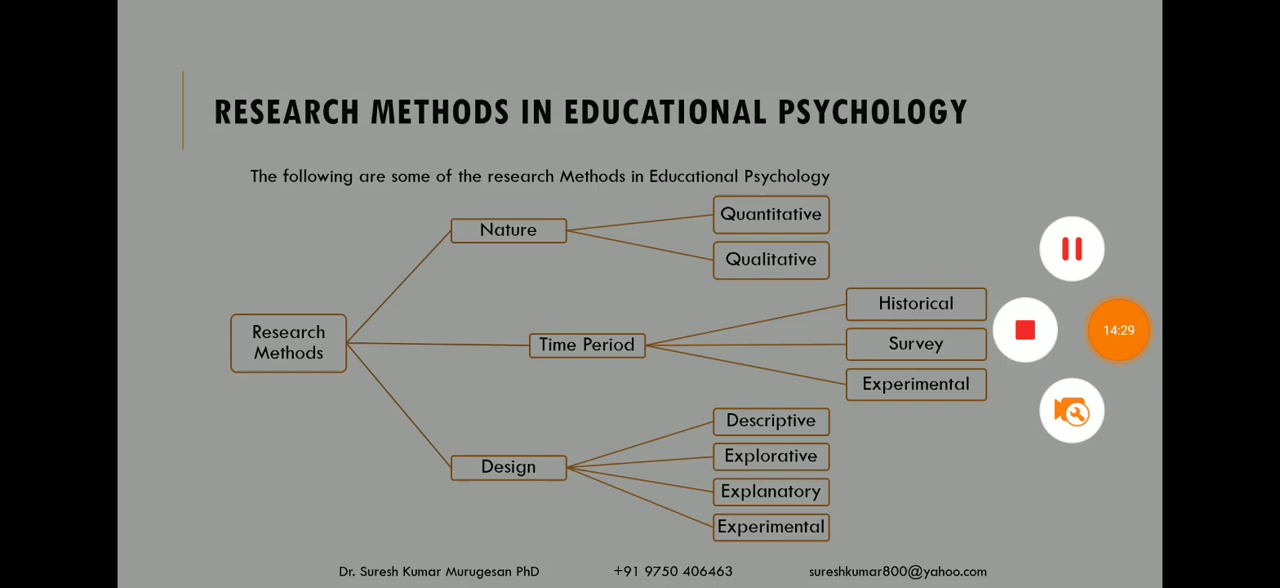 RESEARCH METHODS IN EDUCATIONAL PSYCHOLOGY
The following are some of the research Methods in Educational Psychology
Research
Methods
Nature
Quantitative
Qualitative
Time Period
Historical
Survey
Experimental
Design
Descriptive
Explorative
Explanatory
Experimental
14:29
Dr. Suresh Kumar Murugesan PhD +91 9750 406463 sureshkumar800@yahoo.com